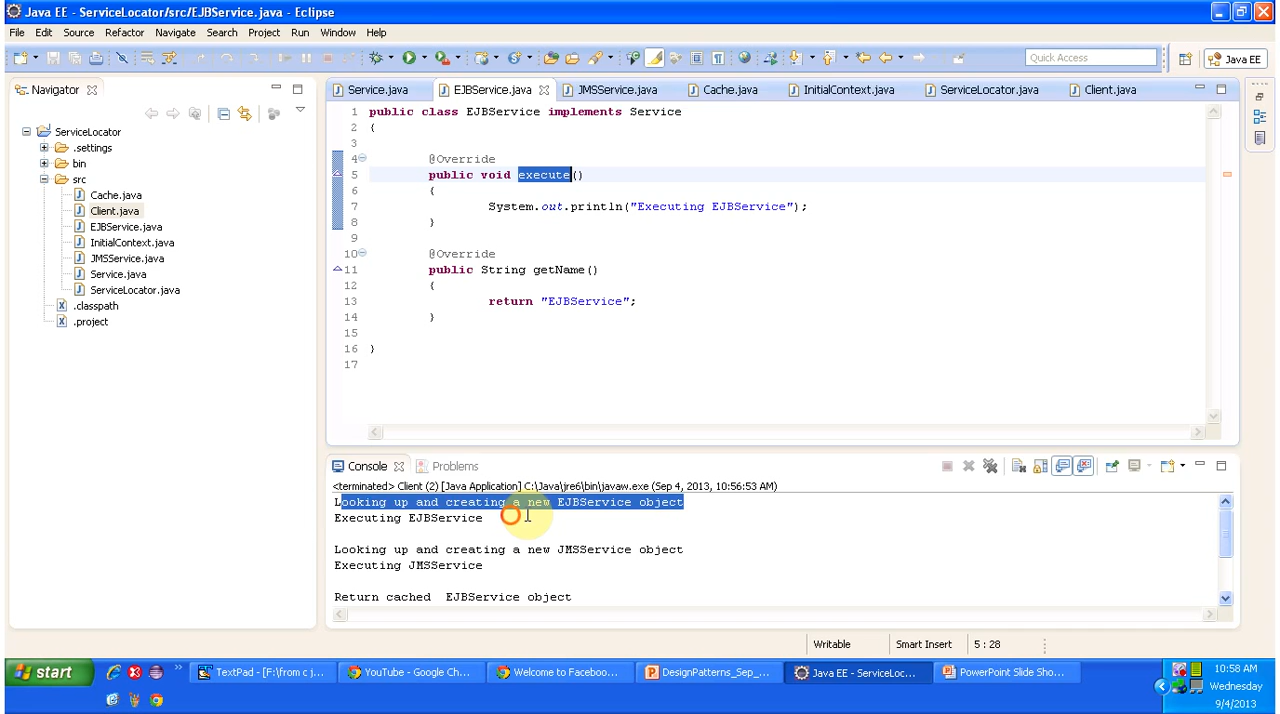 Java EE - ServiceLocator/src/EJBService.java - Eclipse
File Edit Source Refactor Navigate Search Project Run Window Help
Quick Access
Java EE
Navigator
ServiceLocator
.settings
bin
src
Cache.java
Client.java
EJBService.java
InitialContext.java
JMSService.java
Service.java
ServiceLocator.java
.classpath
.project
Service.java EJBService.java JMSService.java Cache.java InitialContext.java ServiceLocator.java Client.java
1 public class EJBService implements Service
2 {
3
4 @Override
5 public void execute()
6 {
7 System.out.println("Executing EJBService");
8 }
9
10 @Override
11 public String getName()
12 {
13 return "EJBService";
14 }
15
16 }
17
Console Problems
<terminated> Client (2) [Java Application] C:\Java\jre6\bin\javaw.exe (Sep 4, 2013, 10:56:53 AM)
Looking up and creating a new EJBService object
Executing EJBService
Looking up and creating a new JMSService object
Executing JMSService
Return cached  EJBService object
Writable Smart Insert 5 : 28
start
TextPad - [F:\from c j...
YouTube - Google Ch...
Welcome to Faceboo...
DesignPatterns_Sep_...
Java EE - ServiceLoc...
PowerPoint Slide Sho...
10:58 AM
Wednesday
9/4/2013